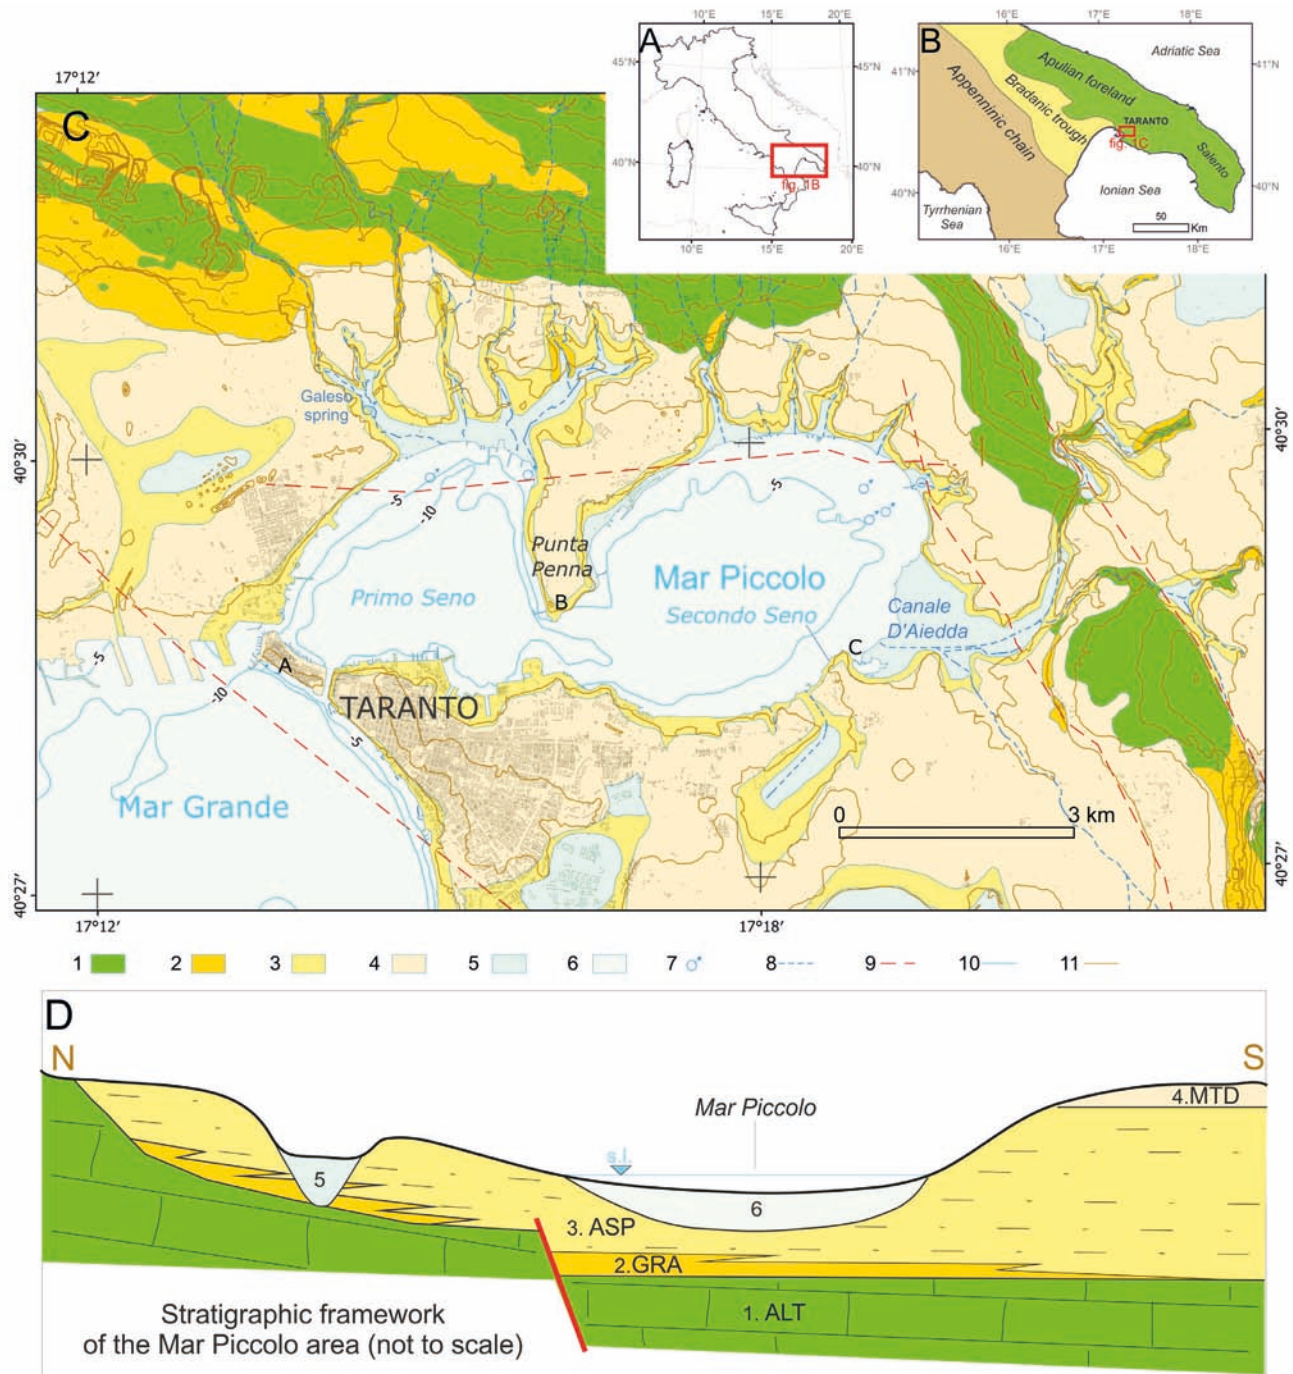 A
10°E
15°E
20°E
45°N
45°N
40°N
40°N
fig. 1B
10°E
15°E
20°E
B
16°E
17°E
18°E
Adriatic Sea
41°N
41°N
Apulian foreland
Bradanic trough
Appenninic chain
TARANTO
fig. 1C
Salento
Ionian Sea
40°N
40°N
Tyrrhenian
Sea
50
Km
16°E
17°E
18°E
17°12'
C
Galeso
spring
40°30'
40°30'
-5
-10
-5
Punta
Penna
B
Mar Piccolo
Primo Seno
Secondo Seno
Canale
D'Aiedda
C
A
-5
-10
TARANTO
-5
Mar Grande
0
3 km
40°27'
40°27'
17°12'
17°18'
1
2
3
4
5
6
7
8
9
10
11
D
N
S
4.MTD
Mar Piccolo
s.l.
5
6
3. ASP
2.GRA
1. ALT
Stratigraphic framework
of the Mar Piccolo area (not to scale)